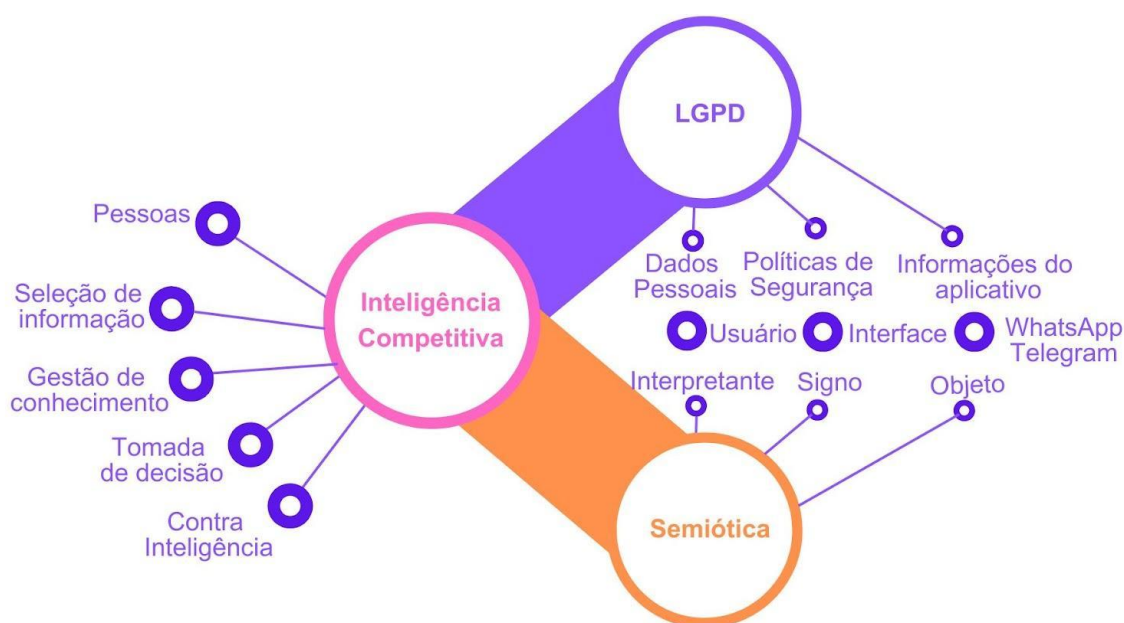 LGPD
Pessoas
Seleção de
informação
Gestão de
conhecimento
Tomada
de decisão
Contra
Inteligência
Inteligência
Competitiva
Dados
Pessoais
Políticas de
Segurança
Informações do
aplicativo
Usuário
Interface
WhatsApp
Telegram
Interpretante
Signo
Objeto
Semiótica